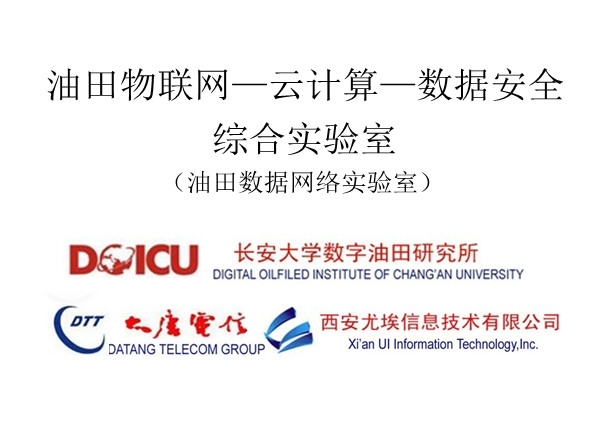 油田物联网—云计算—数据安全
综合实验室
（油田数据网络实验室）
DOICU
长安大学数字油田研究所
DIGITAL OILFILED INSTITUTE OF CHANG'AN UNIVERSITY
DTT
大唐电信
DATANG TELECOM GROUP
西安尤埃信息技术有限公司
Xi'an UI Information Technology,Inc.